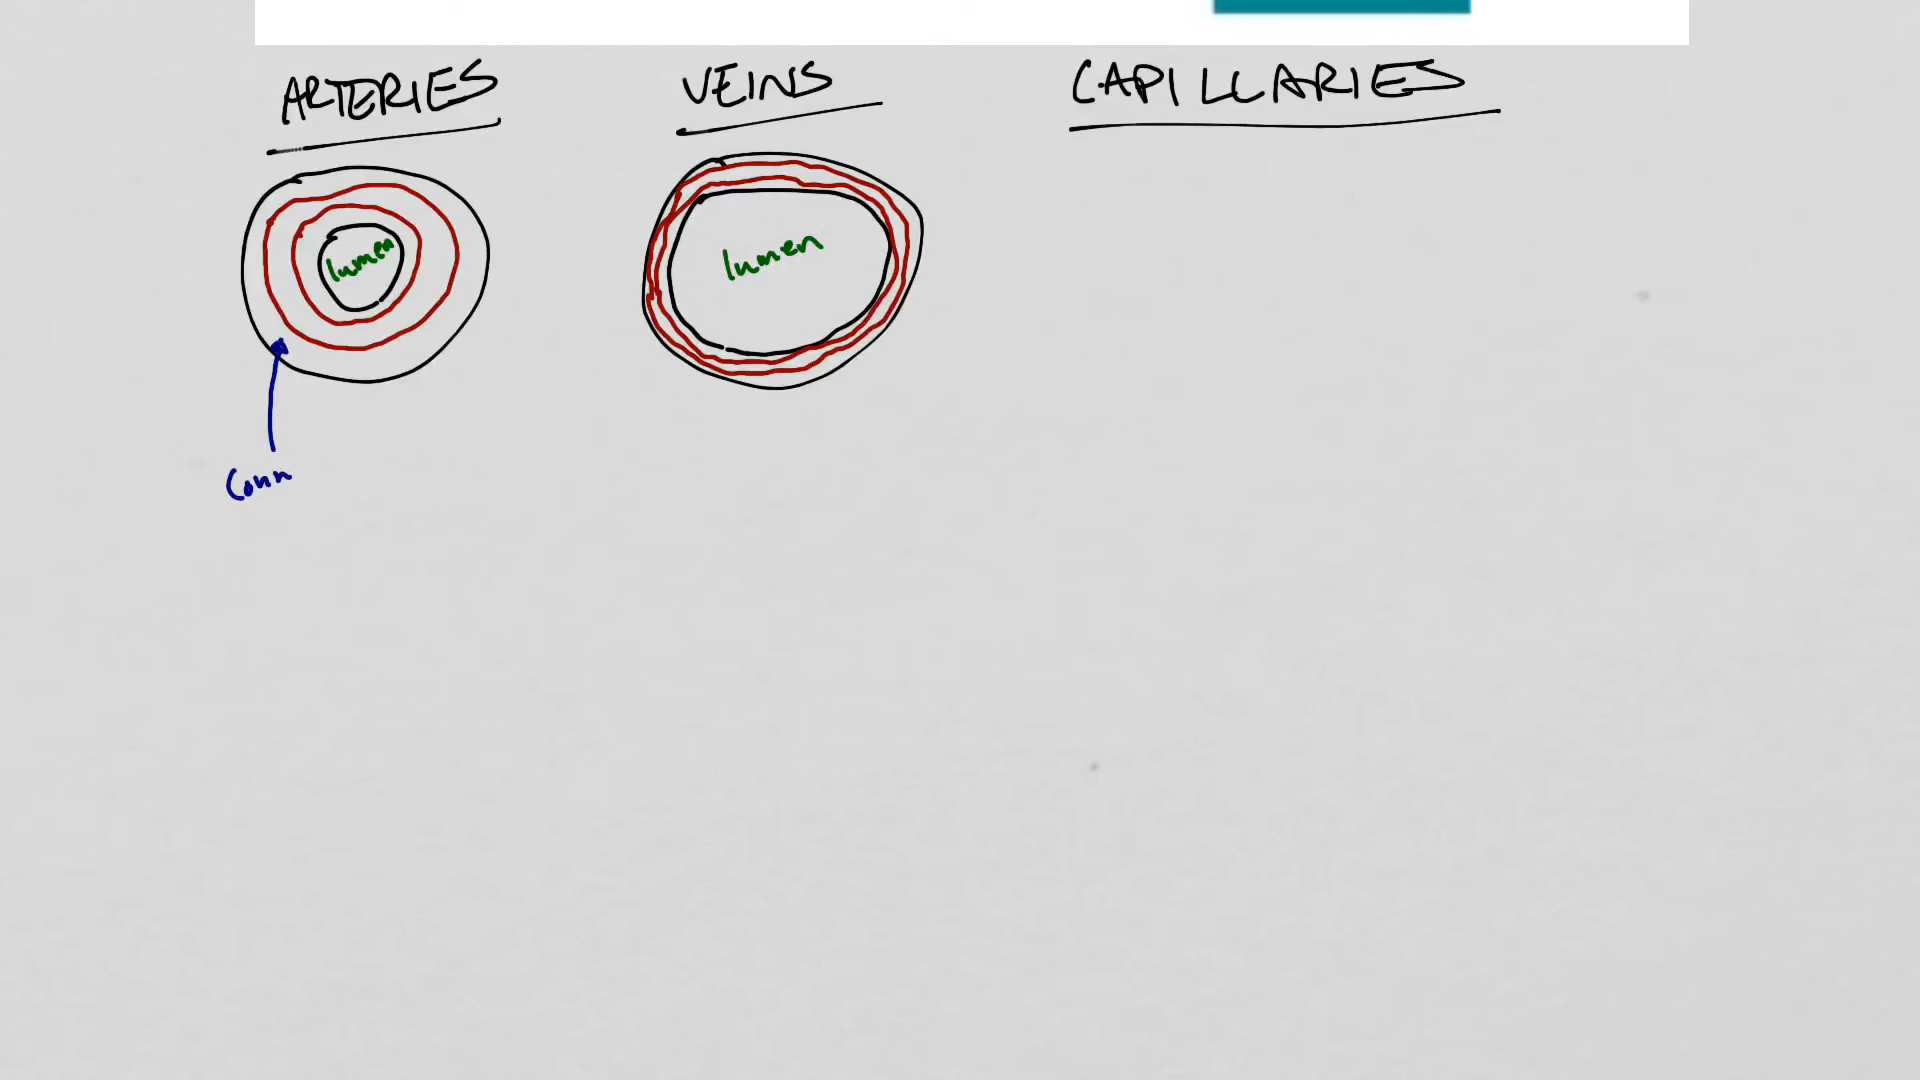 ARTERIES
VEINS
CAPILLARIES
lumen
lumen
Conn